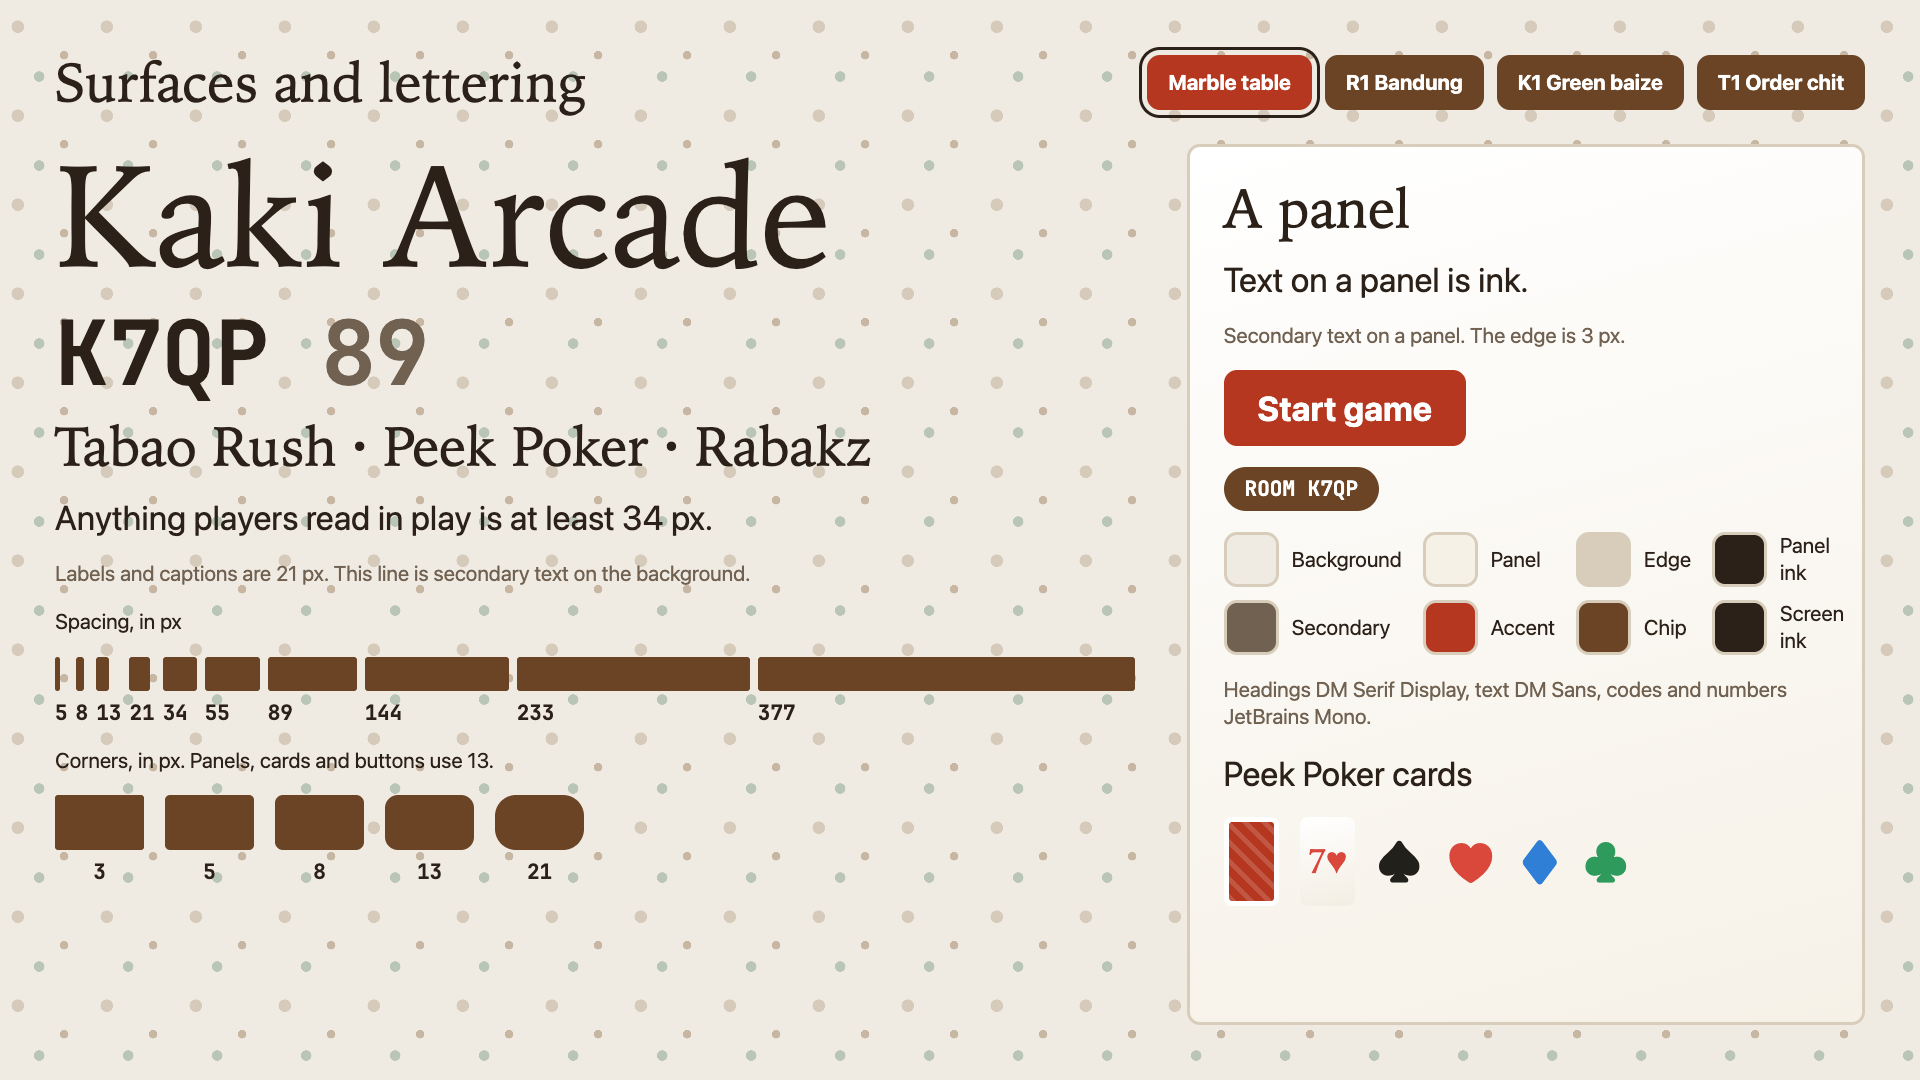 Surfaces and lettering
Marble table
R1 Bandung
K1 Green baize
T1 Order chit
Kaki Arcade
K7QP 89
Tabao Rush · Peek Poker · Rabakz
Anything players read in play is at least 34 px.
Labels and captions are 21 px. This line is secondary text on the background.
Spacing, in px
5 8 13 21 34 55 89 144 233 377
Corners, in px. Panels, cards and buttons use 13.
3 5 8 13 21
A panel
Text on a panel is ink.
Secondary text on a panel. The edge is 3 px.
Start game
ROOM K7QP
Background
Panel
Edge
Panel
ink
Secondary
Accent
Chip
Screen
ink
Headings DM Serif Display, text DM Sans, codes and numbers
JetBrains Mono.
Peek Poker cards
7♥